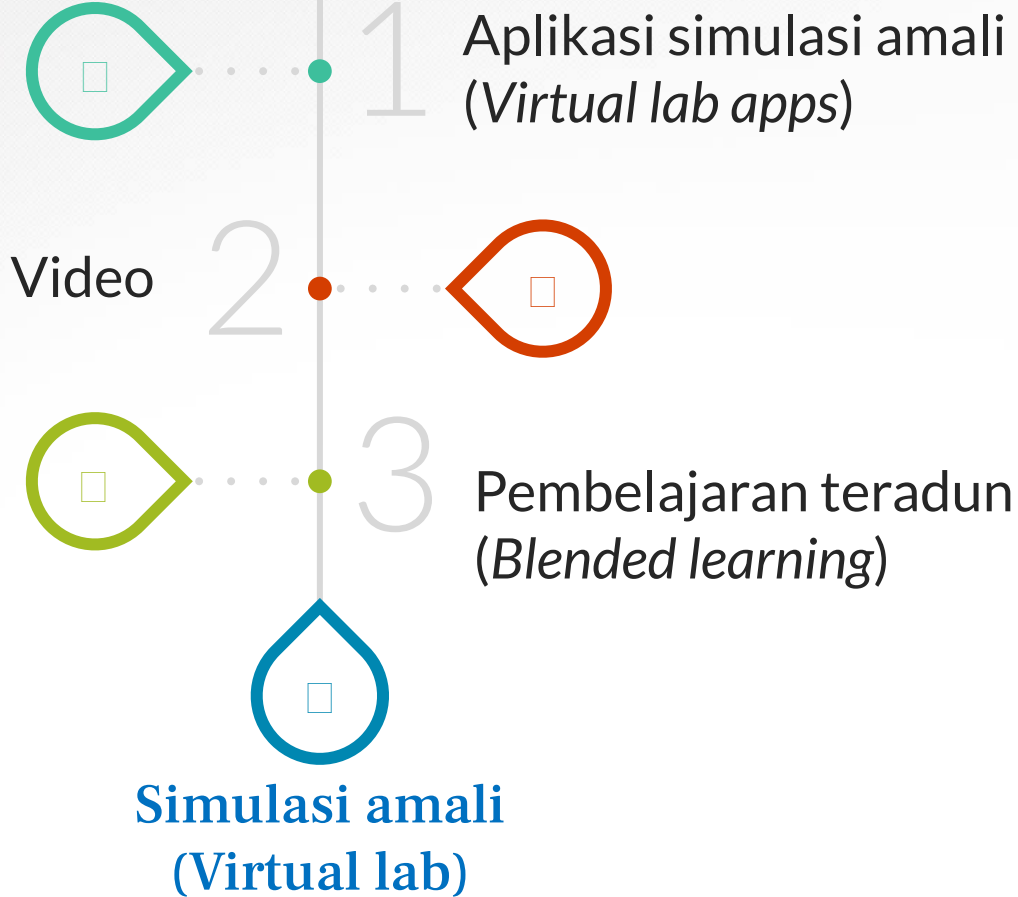 1
Aplikasi simulasi amali
(Virtual lab apps)
Video
2
3
Pembelajaran teradun
(Blended learning)
Simulasi amali
(Virtual lab)